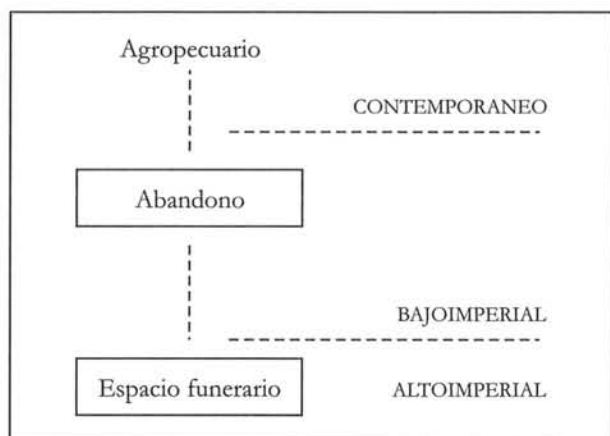 Agropecuario
CONTEMPORANEO
Abandono
BAJOIMPERIAL
Espacio funerario
ALTOIMPERIAL